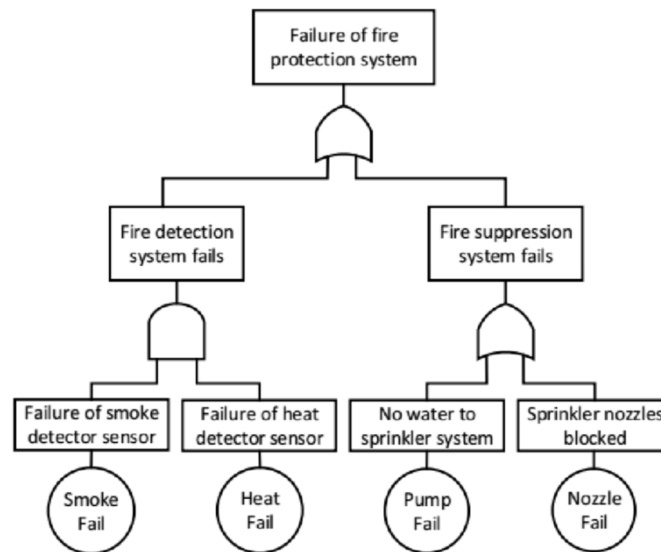 Failure of fire
protection system
Fire detection
system fails
Fire suppression
system fails
Failure of smoke
detector sensor
Failure of heat
detector sensor
No water to
sprinkler system
Sprinkler nozzles
blocked
Smoke
Fail
Heat
Fail
Pump
Fail
Nozzle
Fail